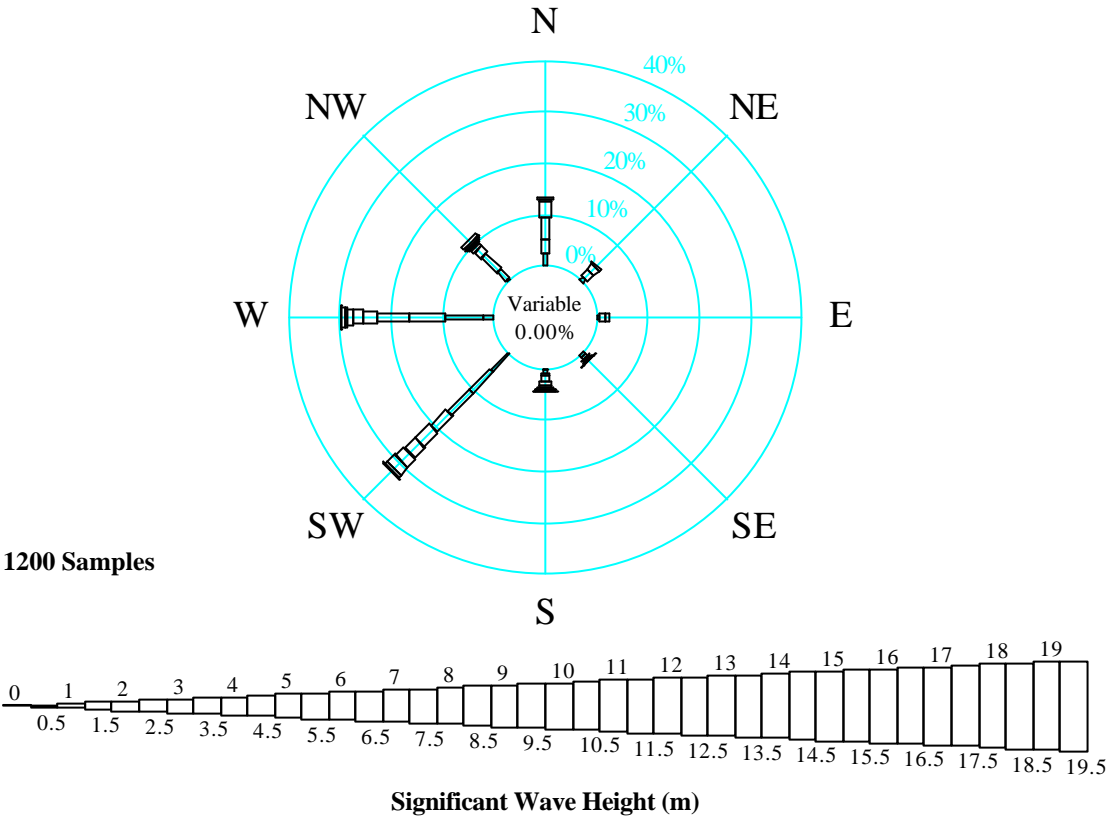 N
40%
NW
NE
30%
20%
10%
0%
W
Variable
0.00%
E
SW
SE
1200 Samples
S
0 1 2 3 4 5 6 7 8 9 10 11 12 13 14 15 16 17 18 19
0.5 1.5 2.5 3.5 4.5 5.5 6.5 7.5 8.5 9.5 10.5 11.5 12.5 13.5 14.5 15.5 16.5 17.5 18.5 19.5
Significant Wave Height (m)